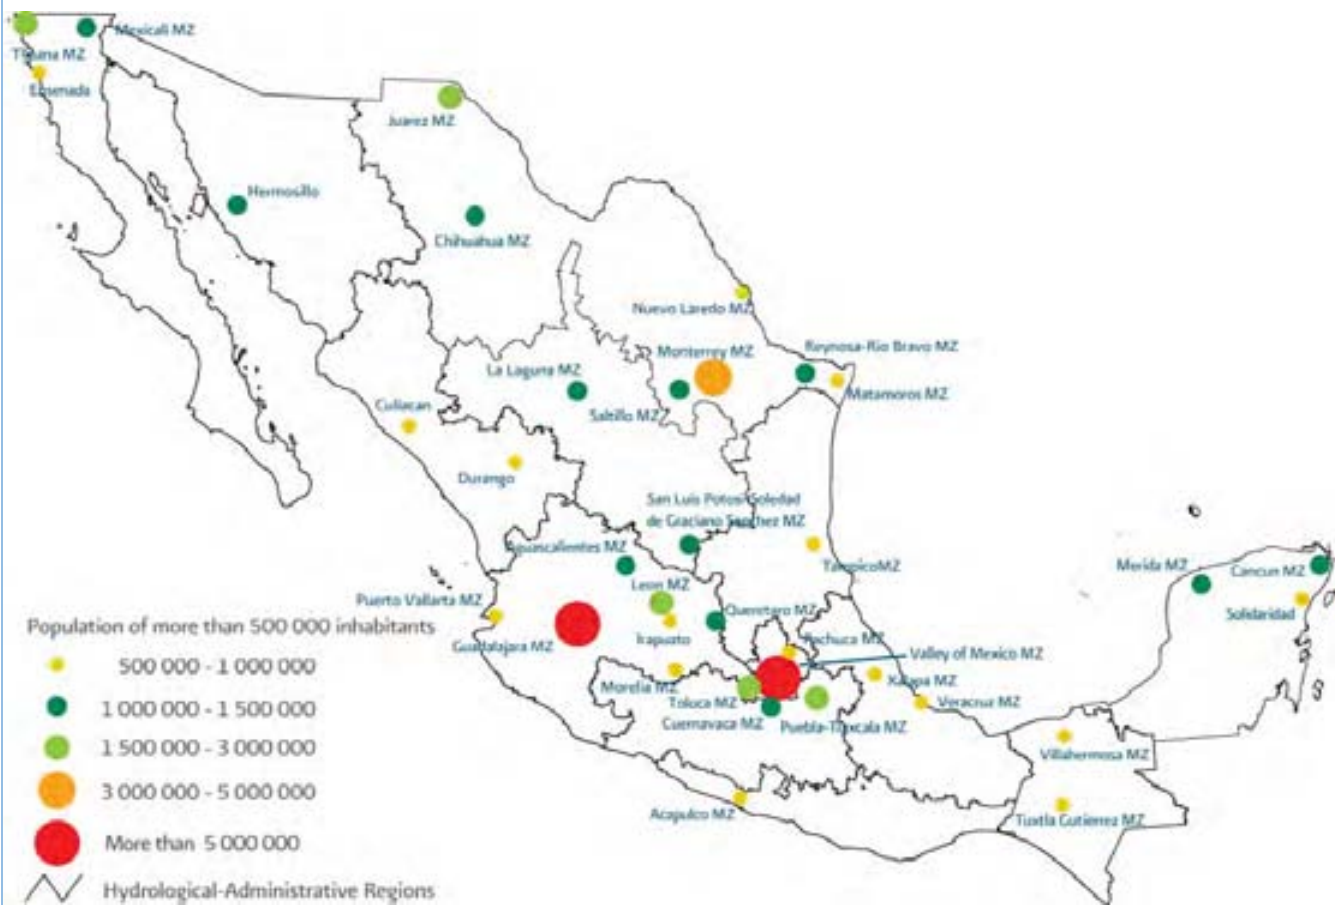 Mexicali MZ
Tijuana MZ
Ensenada
Juarez MZ
Hermosillo
Chihuahua MZ
Nuevo Laredo MZ
Reynosa-Rio Bravo MZ
Monterrey MZ
La Laguna MZ
Matamoros MZ
Saltillo MZ
Culiacan
Durango
San Luis Potosi-Soledad
de Graciano Sanchez MZ
Aguascalientes MZ
TampicoMZ
Merida MZ
Cancun MZ
Leon MZ
Puerto Vallarta MZ
Queretaro MZ
Solidaridad
Irapuato
Pachuca MZ
Guadalajara MZ
Valley of Mexico MZ
Morelia MZ
Xalapa MZ
Toluca MZ
Veracruz MZ
Cuernavaca MZ
Puebla-Tlaxcala MZ
Villahermosa MZ
Acapulco MZ
Tuxtla Gutierrez MZ
Population of more than 500 000 inhabitants
500 000 - 1 000 000
1 000 000 - 1 500 000
1 500 000 - 3 000 000
3 000 000 - 5 000 000
More than 5 000 000
Hydrological-Administrative Regions